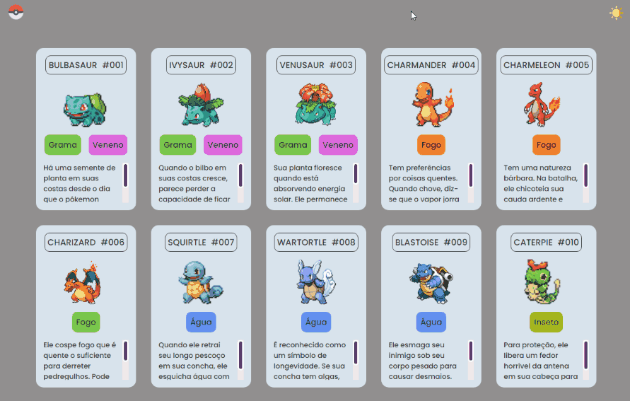 BULBASAUR #001
Grama Veneno
Há uma semente de
planta em suas
costas desde o dia
que o pókemon
IVYSAUR #002
Grama Veneno
Quando o bilbo em
suas costas cresce,
parece perder a
capacidade de ficar
VENUSAUR #003
Grama Veneno
Sua planta floresce
quando está
absorvendo energia
solar. Ele permanece
CHARMANDER #004
Fogo
Tem preferências
por coisas quentes.
Quando chove, diz-
se que o vapor jorra
CHARMELEON #005
Fogo
Tem uma natureza
bárbara. Na batalha,
ele chicoteia sua
cauda ardente e
CHARIZARD #006
Fogo
Ele cospe fogo que é
quente o suficiente
para derreter
pedregulhos. Pode
SQUIRTLE #007
Água
Quando ele retrai
seu longo pescoço
em sua concha, ele
esguicha água com
WARTORTLE #008
Água
É reconhecido como
um símbolo de
longevidade. Se sua
concha tem algas,
BLASTOISE #009
Água
Ele esmaga seu
inimigo sob seu
corpo pesado para
causar desmaios.
CATERPIE #010
Inseto
Para proteção, ele
libera um fedor
horrível da antena
em sua cabeça para